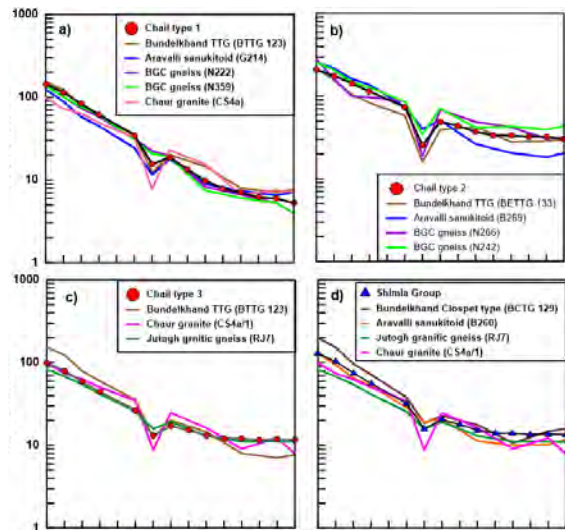 1000
100
10
1
a)
Chail type 1
Bundelkhand TTG (BTTG 123)
Aravalli sanukitoid (G214)
BGC gneiss (N222)
BGC gneiss (N359)
Chaur granite (CS4a)
b)
Chail type 2
Bundelkhand TTG (BETTG-133)
Aravalli sanukitoid (B269)
BGC gneiss (N266)
BGC gneiss (N242)
1000
100
10
1
c)
Chail type 3
Bundelkhand TTG (BTTG 123)
Chaur granite (CS4a/1)
Jutogh grnitic gneiss (RJ7)
d)
Shimla Group
Bundelkhand Clospet type (BCTG 129)
Aravalli sanukitoid (B260)
Jutogh granitic gneiss (RJ7)
Chaur granite (CS4a/1)